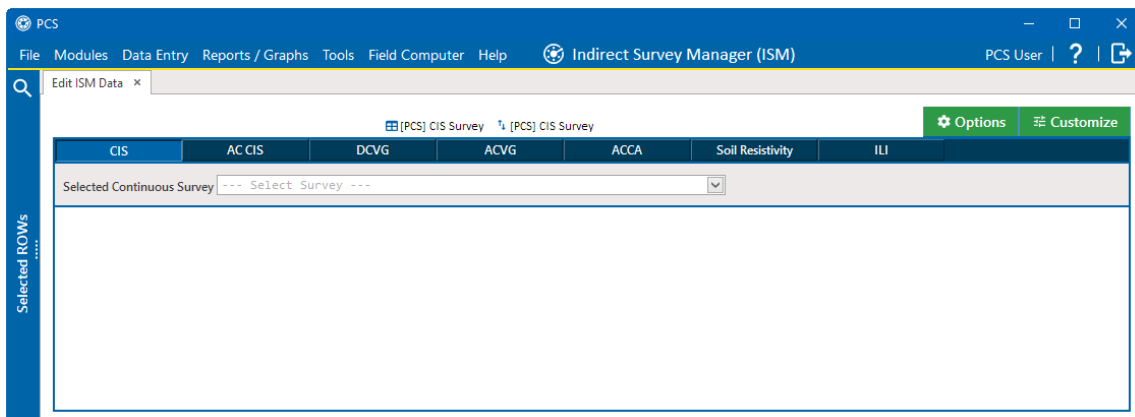 PCS
File Modules Data Entry Reports / Graphs Tools Field Computer Help Indirect Survey Manager (ISM) PCS User | ? |
Edit ISM Data ×
[PCS] CIS Survey [PCS] CIS Survey Options Customize
CIS AC CIS DCVG ACVG ACCA Soil Resistivity ILI
Selected Continuous Survey --- Select Survey ---
Selected ROWs